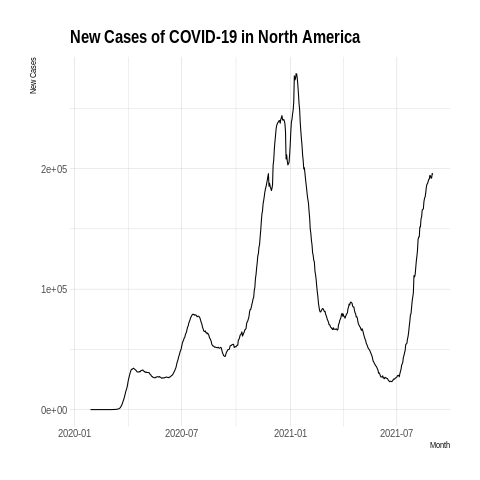 New Cases of COVID-19 in North America
New Cases
2e+05
1e+05
0e+00
2020-01
2020-07
2021-01
2021-07
Month